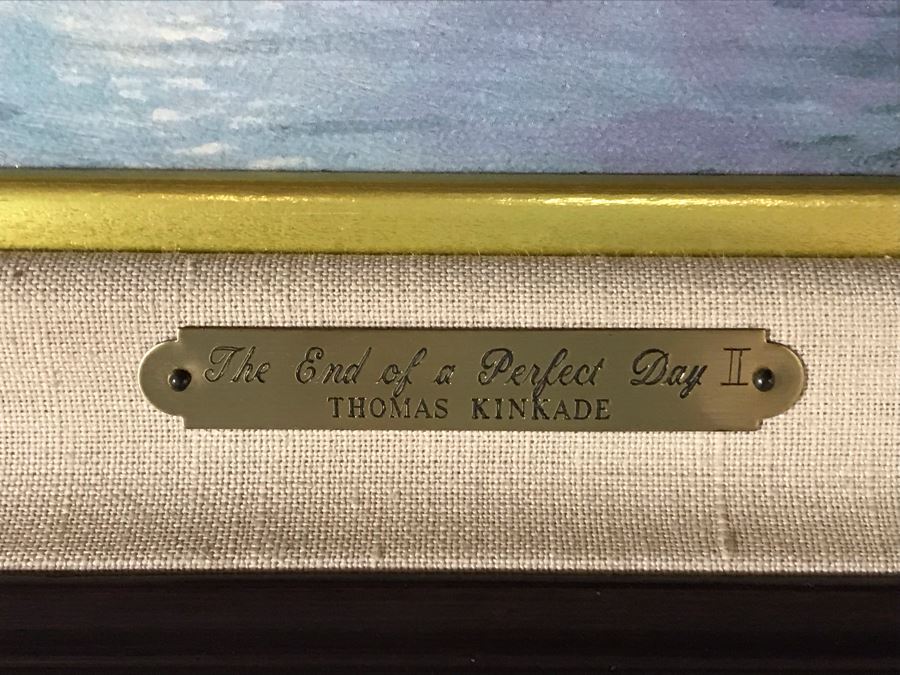 The End of a Perfect Day II
THOMAS KINKADE